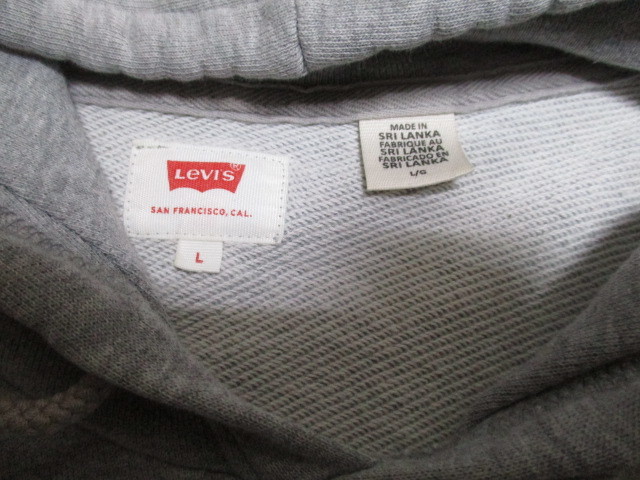 LEVI'S®
SAN FRANCISCO, CAL.
L
MADE IN
SRI LANKA
FABRIQUE AU
SRI LANKA
FABRICADO EN
SRI LANKA
L/G